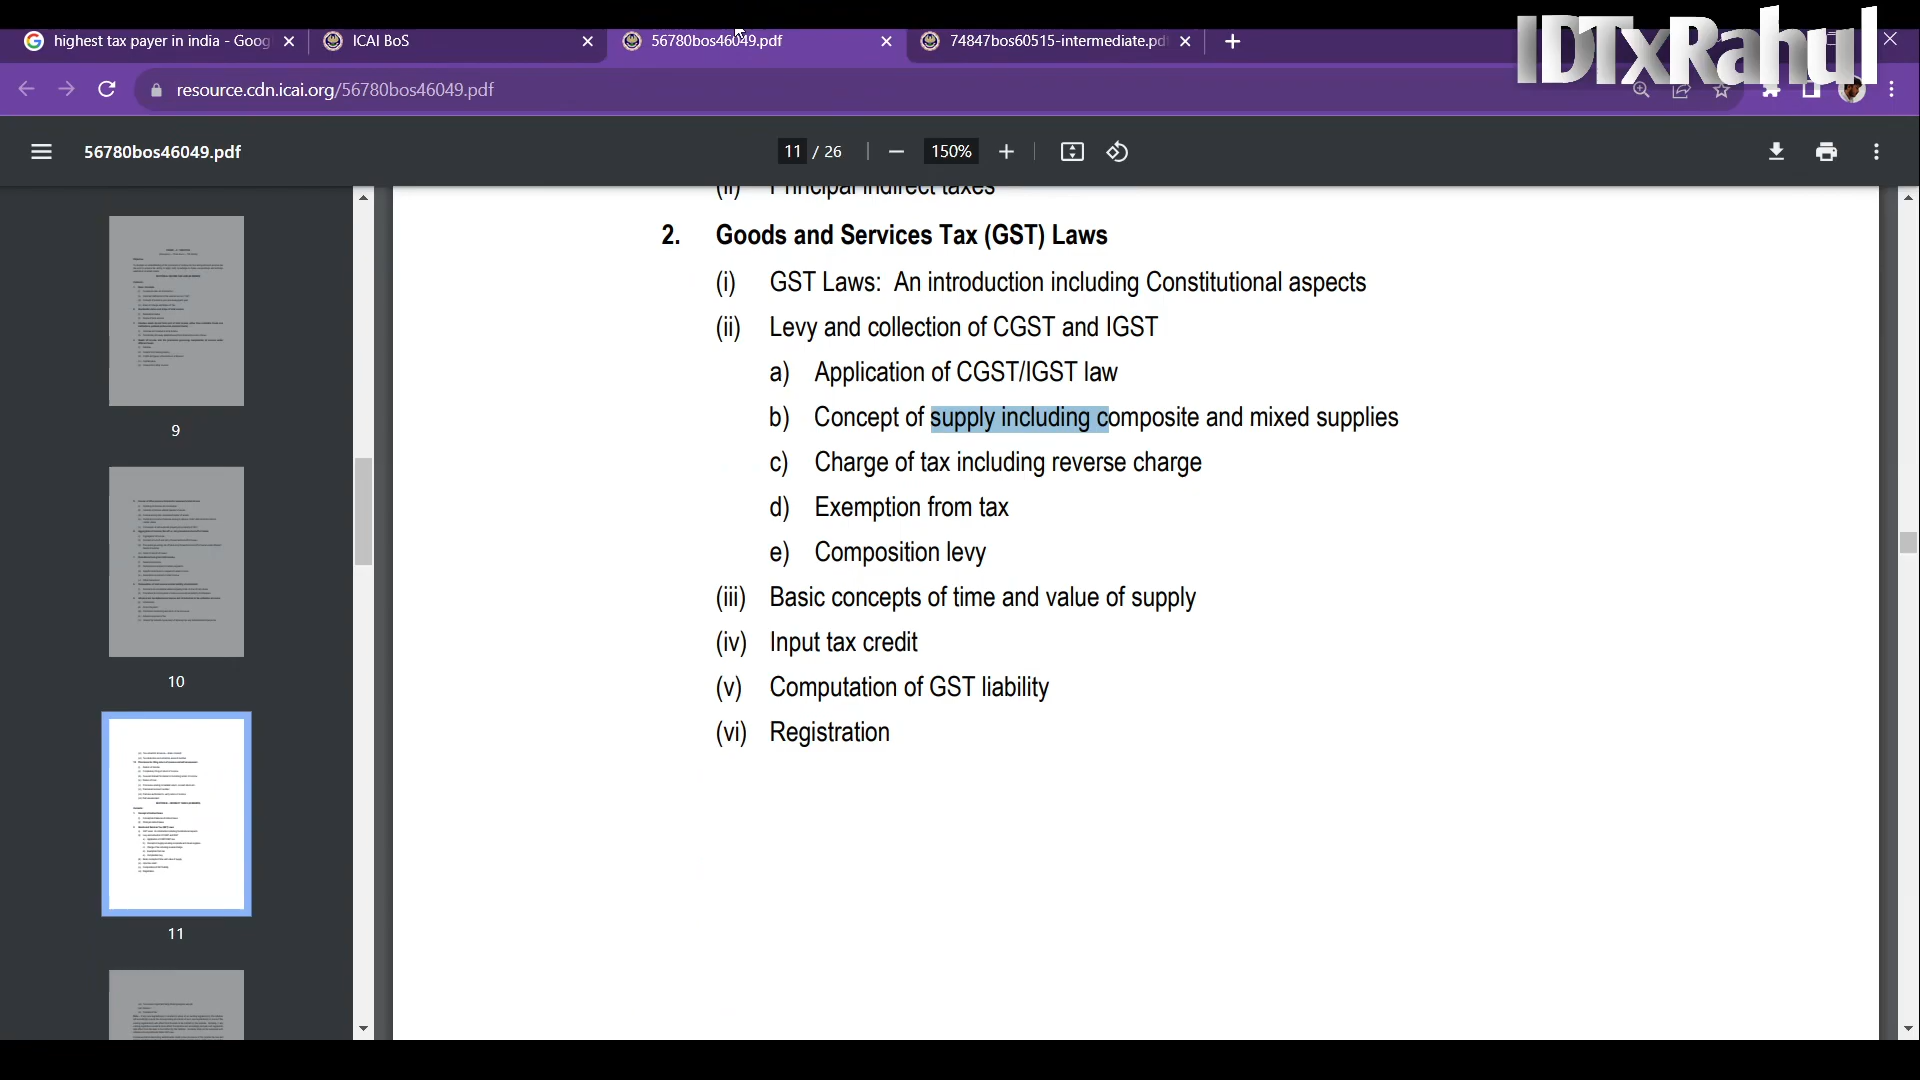 highest tax payer in india - Goog
ICAI BoS
56780bos46049.pdf
74847bos60515-intermediate.pd
IDTxRahul
resource.cdn.icai.org/56780bos46049.pdf
56780bos46049.pdf
11 / 26
150%
(ii) Principal indirect taxes
2. Goods and Services Tax (GST) Laws
(i) GST Laws: An introduction including Constitutional aspects
(ii) Levy and collection of CGST and IGST
a) Application of CGST/IGST law
b) Concept of supply including composite and mixed supplies
c) Charge of tax including reverse charge
d) Exemption from tax
e) Composition levy
(iii) Basic concepts of time and value of supply
(iv) Input tax credit
(v) Computation of GST liability
(vi) Registration
9
10
11